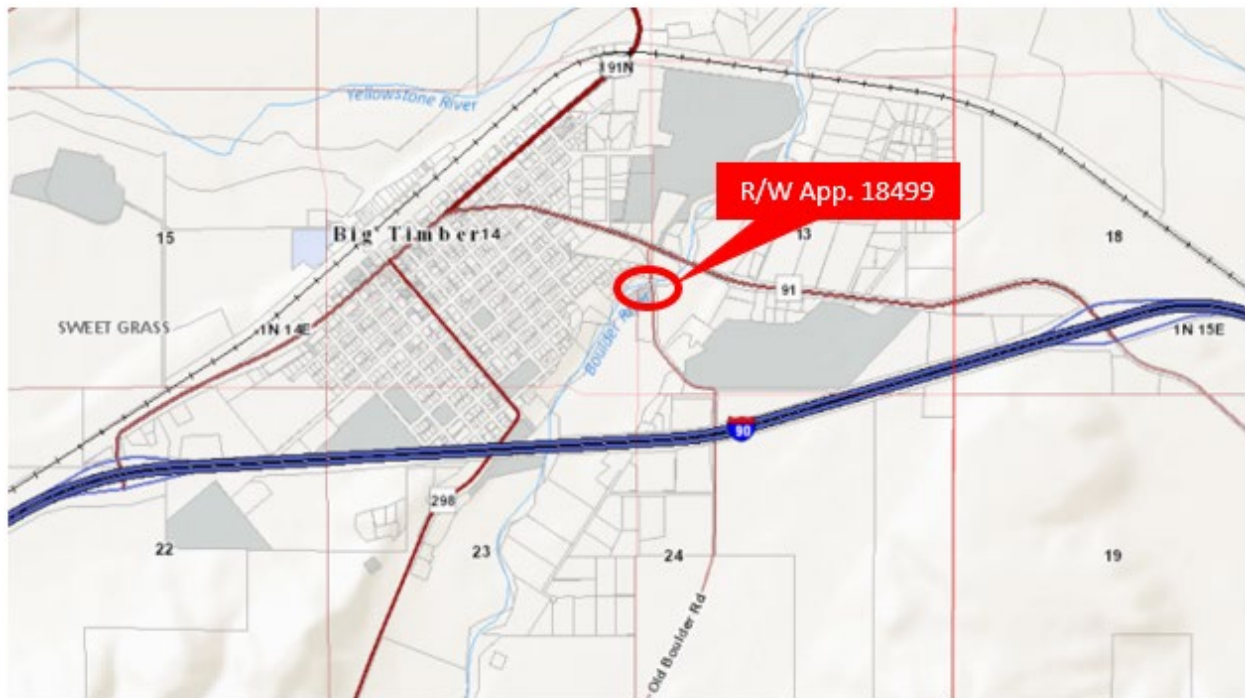 191N
Yellowstone River
R/W App. 18499
15
Big Timber
14
13
18
91
SWEET GRASS
1N 14E
1N 15E
Boulder
90
298
22
23
24
19
Old Boulder Rd